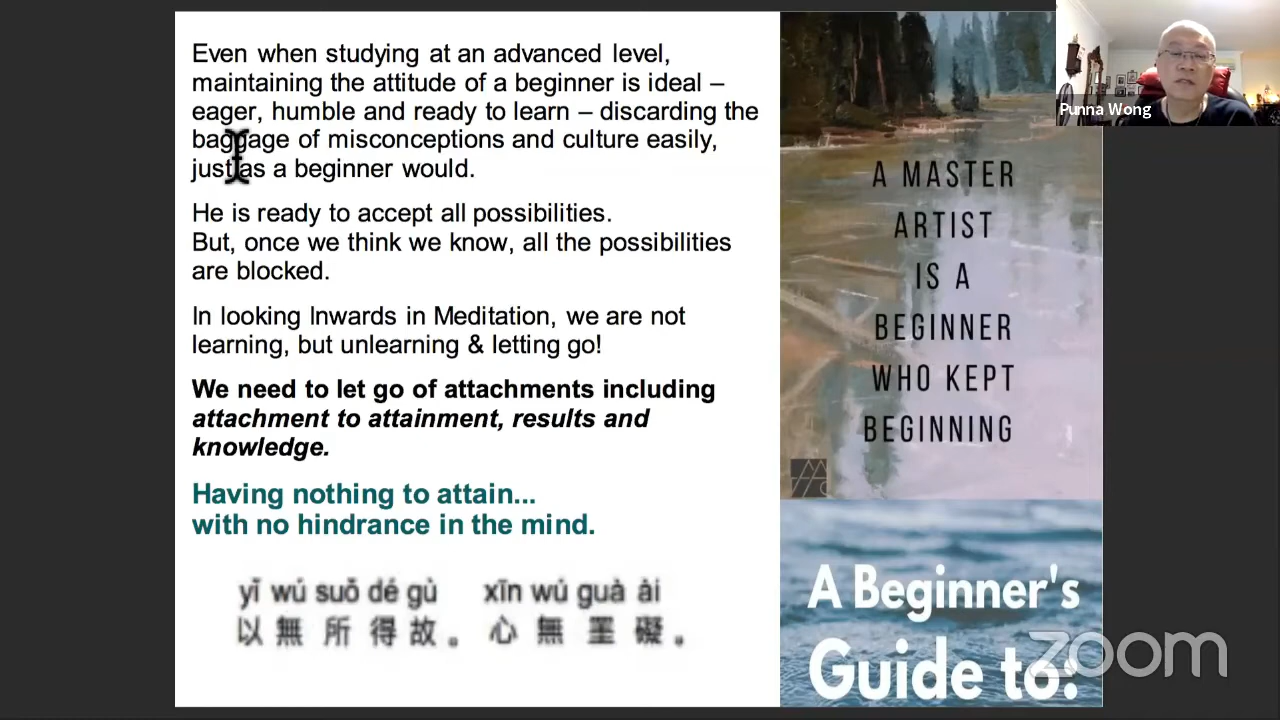 Even when studying at an advanced level,
maintaining the attitude of a beginner is ideal –
eager, humble and ready to learn – discarding the
baggage of misconceptions and culture easily,
just as a beginner would.
He is ready to accept all possibilities.
But, once we think we know, all the possibilities
are blocked.
In looking Inwards in Meditation, we are not
learning, but unlearning & letting go!
We need to let go of attachments including
attachment to attainment, results and
knowledge.
Having nothing to attain...
with no hindrance in the mind.
yǐ wú suǒ dé gù xīn wú guà ài
以無所得故。心無罣礙。
A MASTER
ARTIST
IS A
BEGINNER
WHO KEPT
BEGINNING
A Beginner's
Guide to:
Punna Wong
zoom